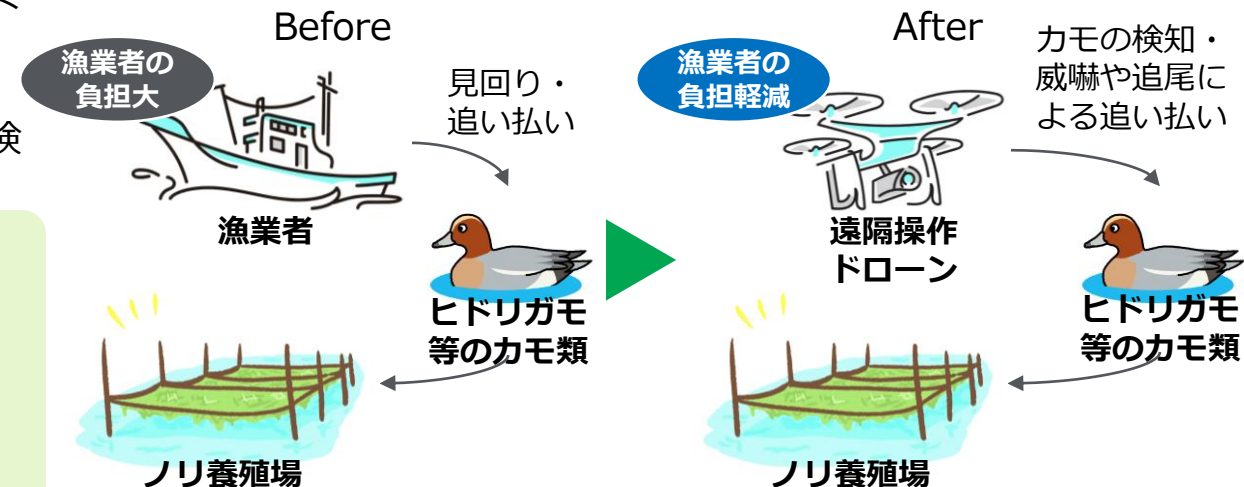 Before
漁業者の
負担大
見回り・
追い払い
漁業者
ヒドリガモ
等のカモ類
ノリ養殖場
After
漁業者の
負担軽減
カモの検知・
威嚇や追尾に
よる追い払い
遠隔操作
ドローン
ヒドリガモ
等のカモ類
ノリ養殖場
検